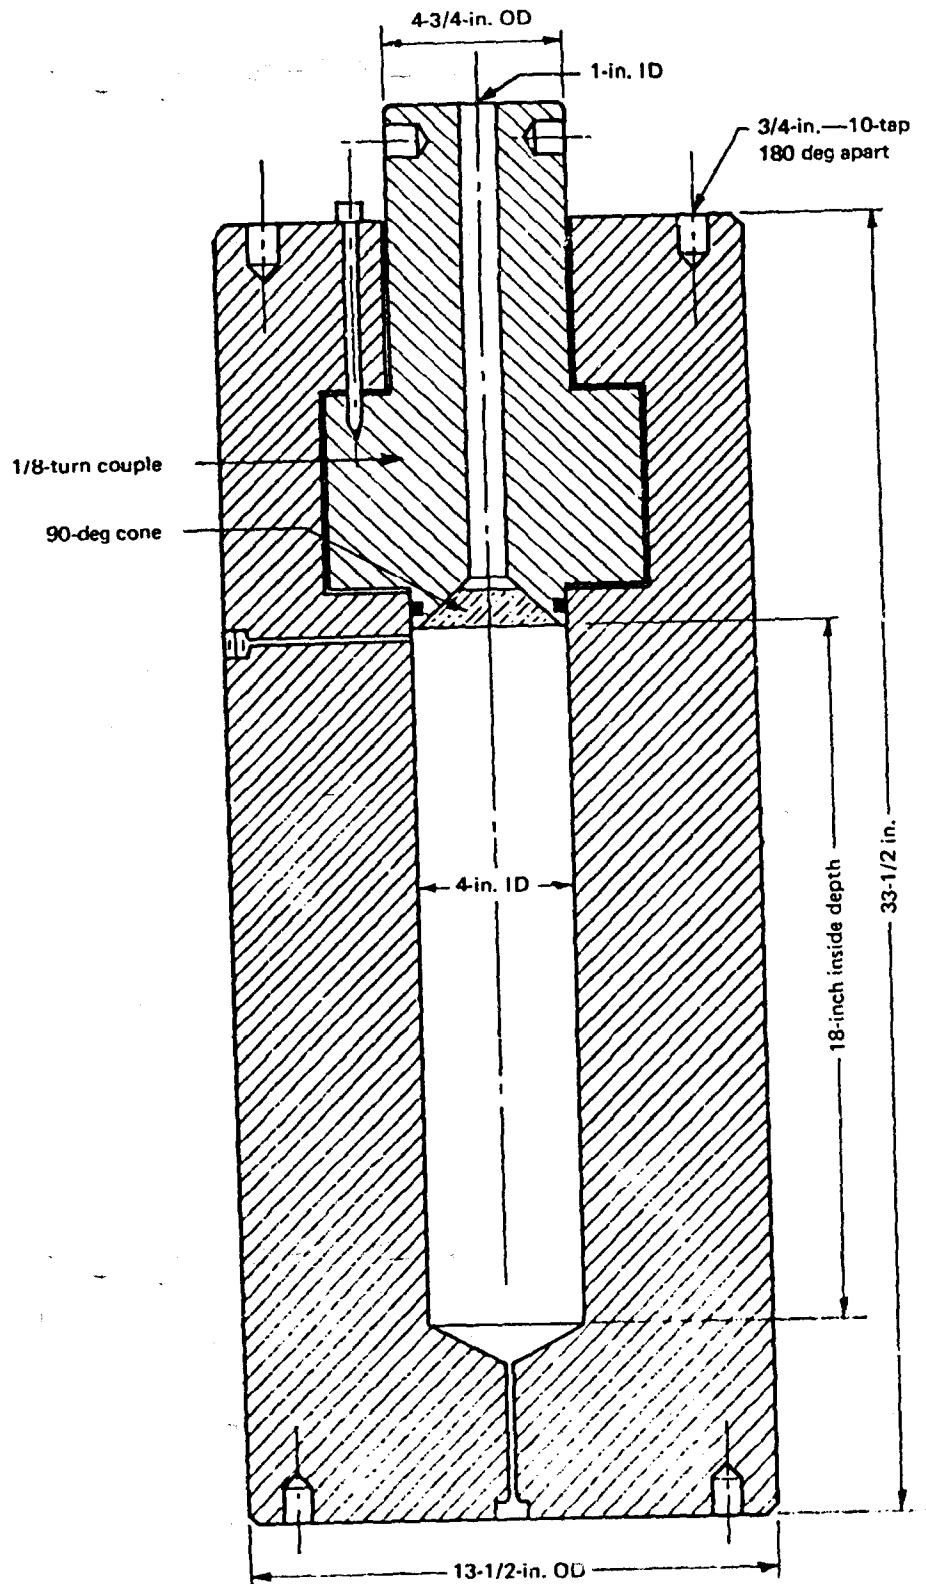 4-3/4-in. OD
1-in. ID
3/4-in.—10-tap
180 deg apart
1/8-turn couple
90-deg cone
4-in. ID
18-inch inside depth
33-1/2 in.
13-1/2-in. OD